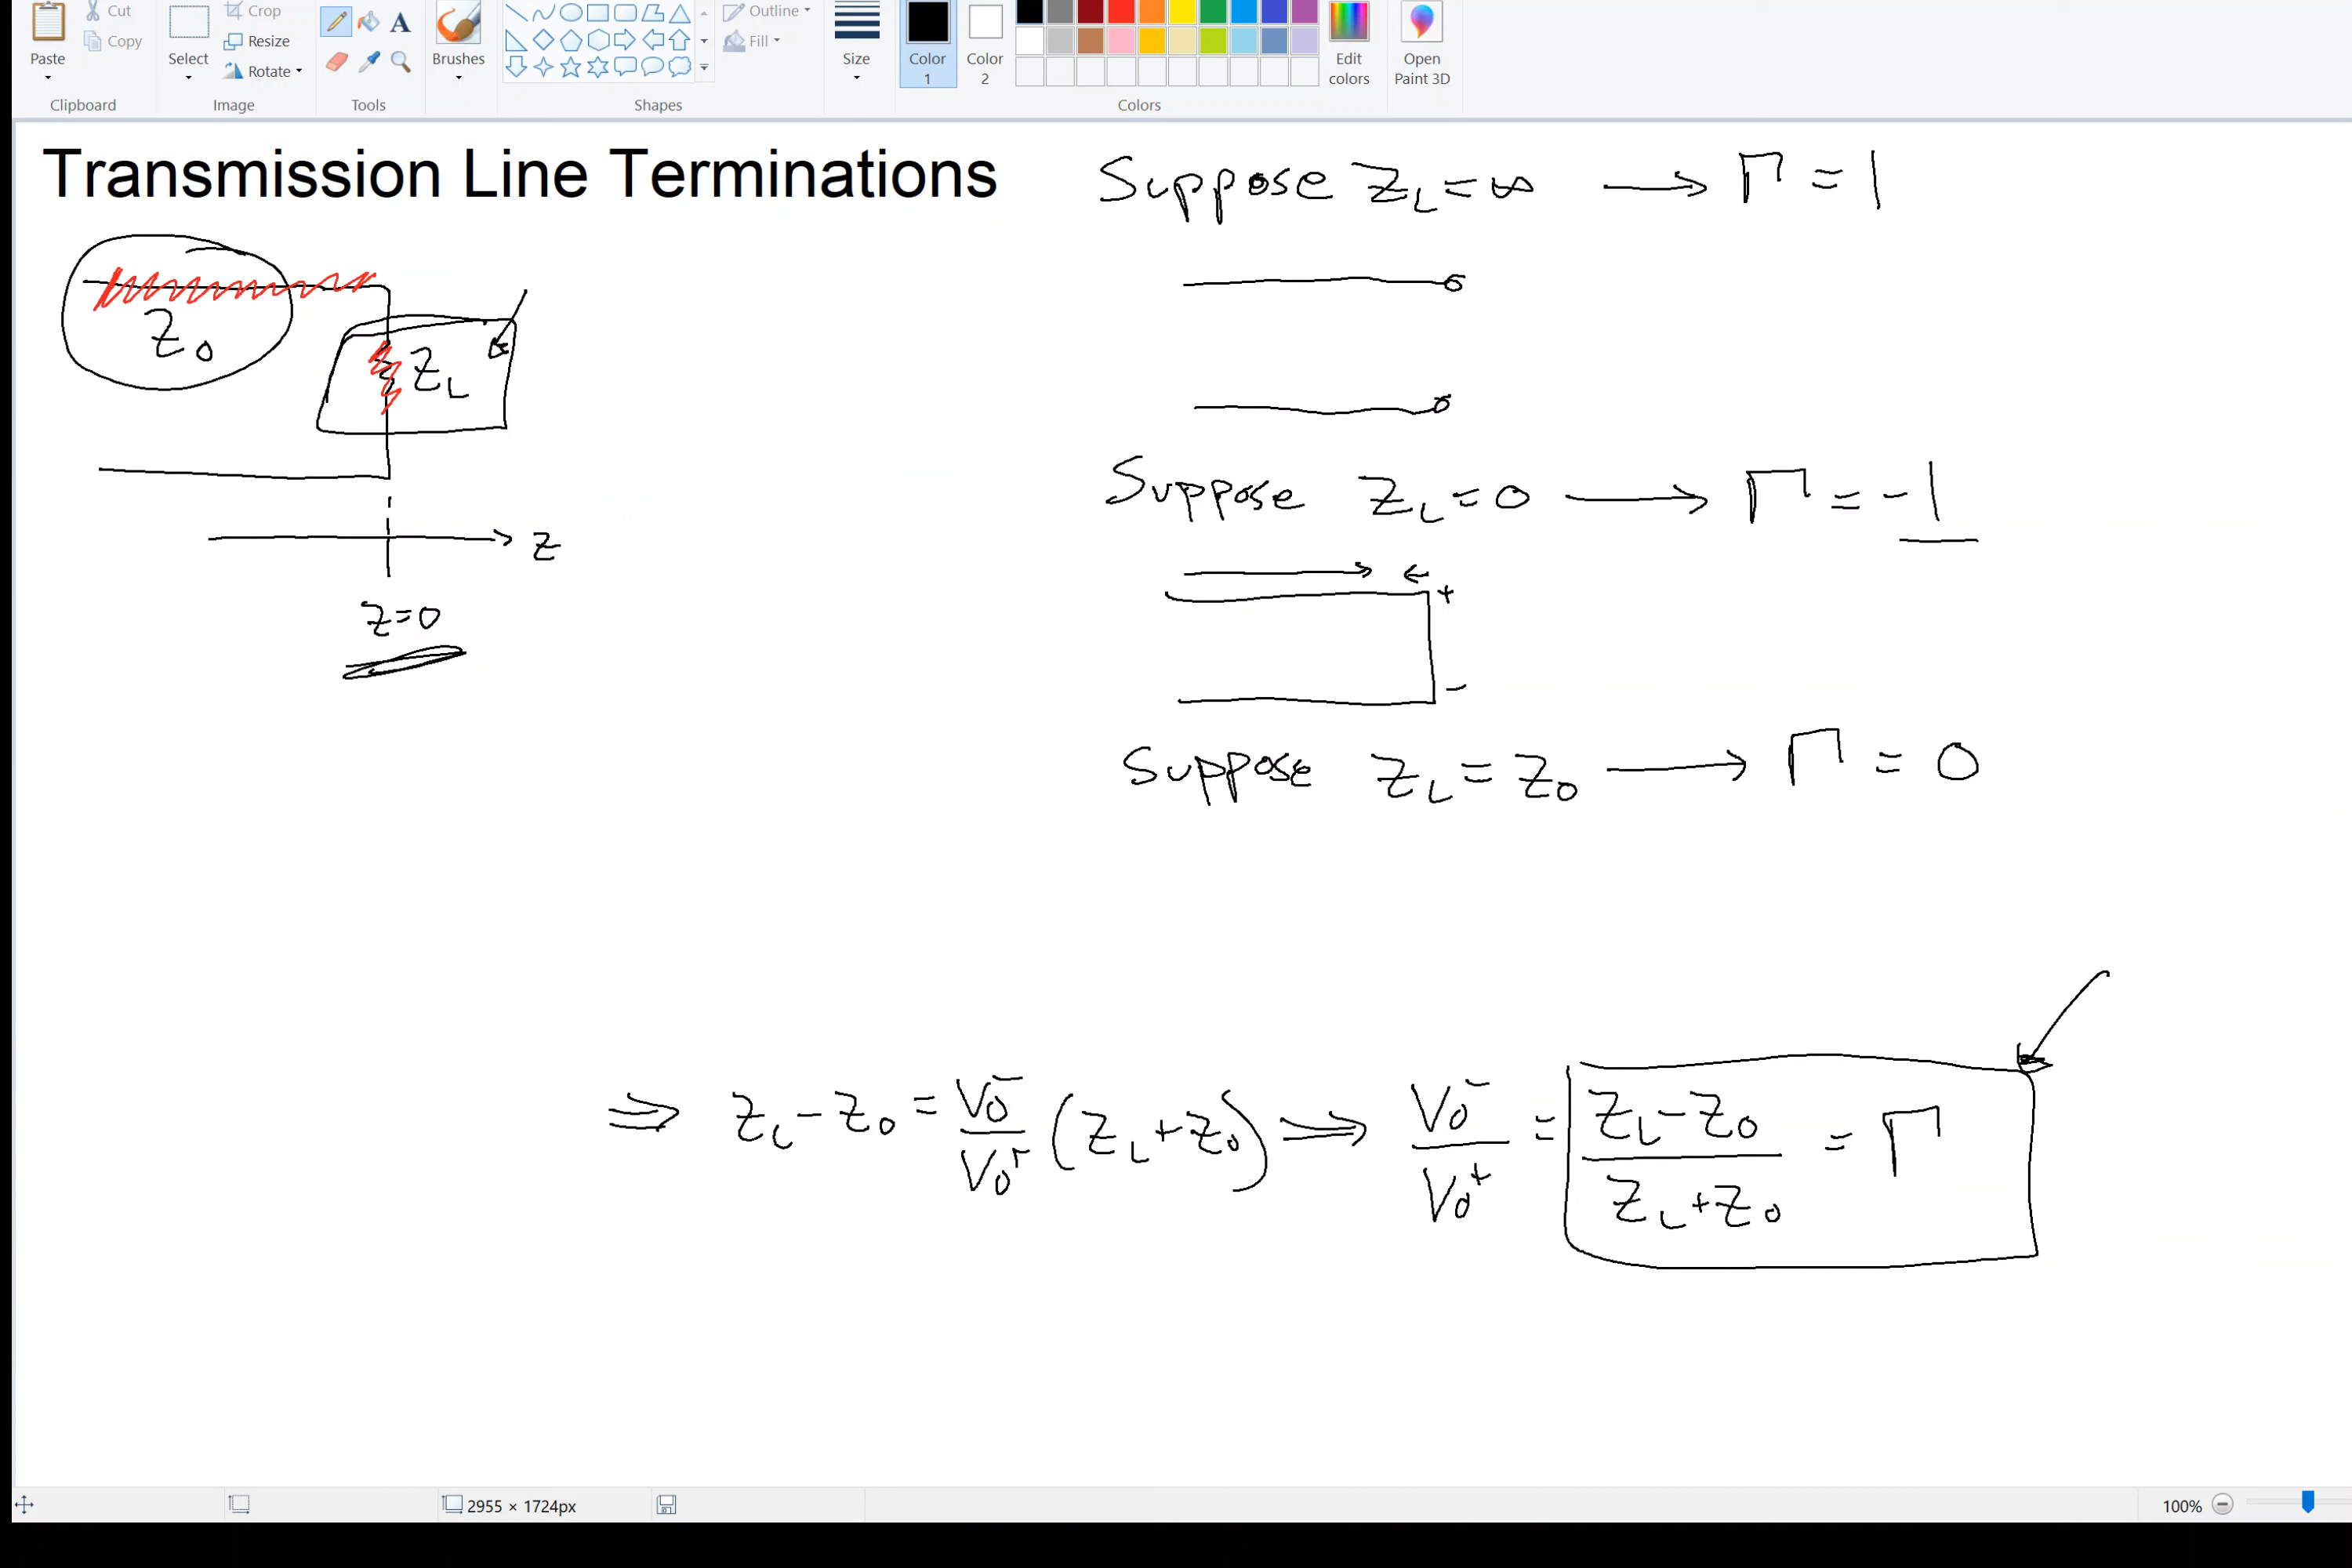 Paste
Cut
Copy
Clipboard
Select
Crop
Resize
Rotate
Image
A
Tools
Brushes
Shapes
Outline
Fill
Size
Color 1
Color 2
Colors
Edit colors
Open Paint 3D
Transmission Line Terminations
Z₀
Z_L
z
z=0
Suppose Z_L = ∞ → Γ = 1
Suppose Z_L = 0 → Γ = -1
+
-
Suppose Z_L = Z₀ → Γ = 0
⇒ Z_L - Z₀ = V₀⁻/V₀⁺ (Z_L + Z₀) ⇒ V₀⁻/V₀⁺ = (Z_L - Z₀)/(Z_L + Z₀) = Γ
2955 × 1724px
100%